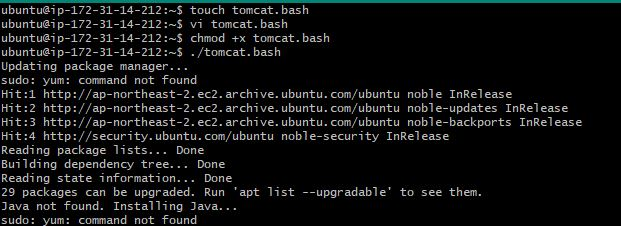 ubuntu@ip-172-31-14-212:~$ touch tomcat.bash
ubuntu@ip-172-31-14-212:~$ vi tomcat.bash
ubuntu@ip-172-31-14-212:~$ chmod +x tomcat.bash
ubuntu@ip-172-31-14-212:~$ ./tomcat.bash
Updating package manager...
sudo: yum: command not found
Hit:1 http://ap-northeast-2.ec2.archive.ubuntu.com/ubuntu noble InRelease
Hit:2 http://ap-northeast-2.ec2.archive.ubuntu.com/ubuntu noble-updates InRelease
Hit:3 http://ap-northeast-2.ec2.archive.ubuntu.com/ubuntu noble-backports InRelease
Hit:4 http://security.ubuntu.com/ubuntu noble-security InRelease
Reading package lists... Done
Building dependency tree... Done
Reading state information... Done
29 packages can be upgraded. Run 'apt list --upgradable' to see them.
Java not found. Installing Java...
sudo: yum: command not found